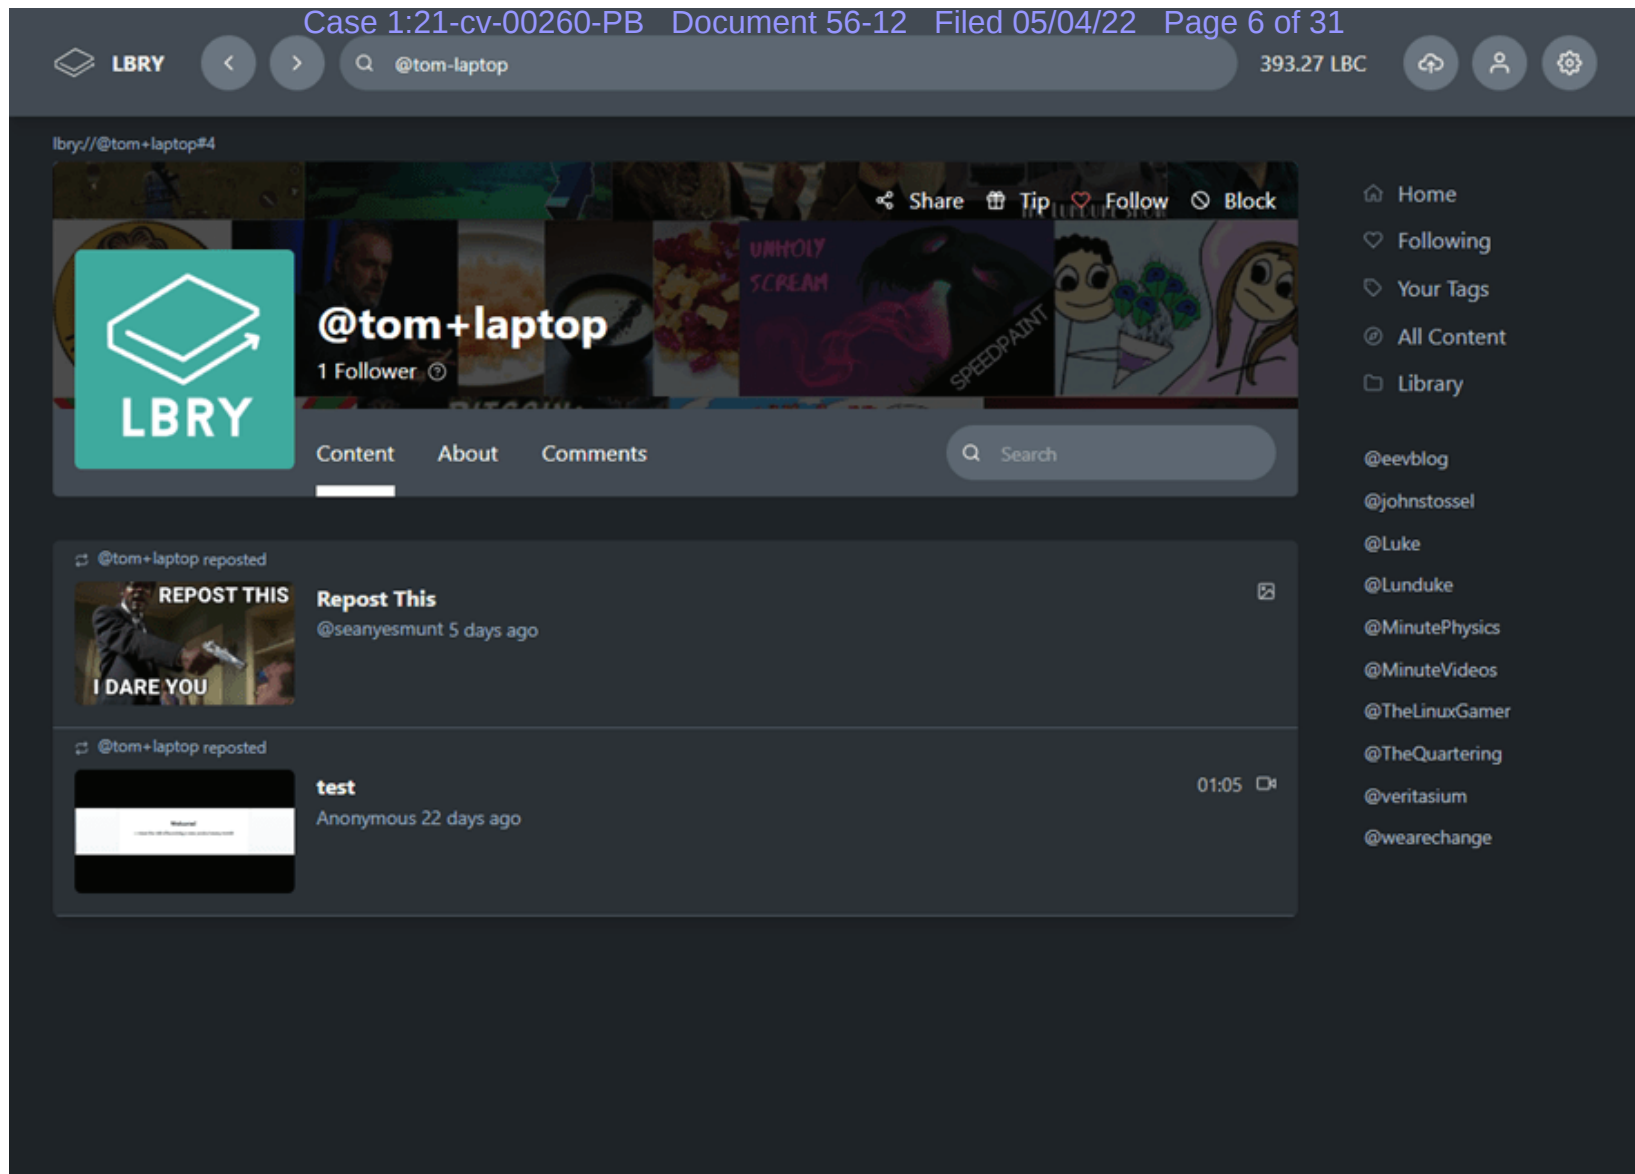 Case 1:21-cv-00260-PB Document 56-12 Filed 05/04/22 Page 6 of 31
LBRY
@tom-laptop
393.27 LBC
lbry://@tom+laptop#4
Share Tip Follow Block
UNHOLY
SCREAM
SPEEDPAINT
LBRY
@tom+laptop
1 Follower
Content About Comments
Search
@tom+laptop reposted
REPOST THIS
I DARE YOU
Repost This
@seanyesmunt 5 days ago
@tom+laptop reposted
Welcome!
test
Anonymous 22 days ago
01:05
Home
Following
Your Tags
All Content
Library
@eevblog
@johnstossel
@Luke
@Lunduke
@MinutePhysics
@MinuteVideos
@TheLinuxGamer
@TheQuartering
@veritasium
@wearechange